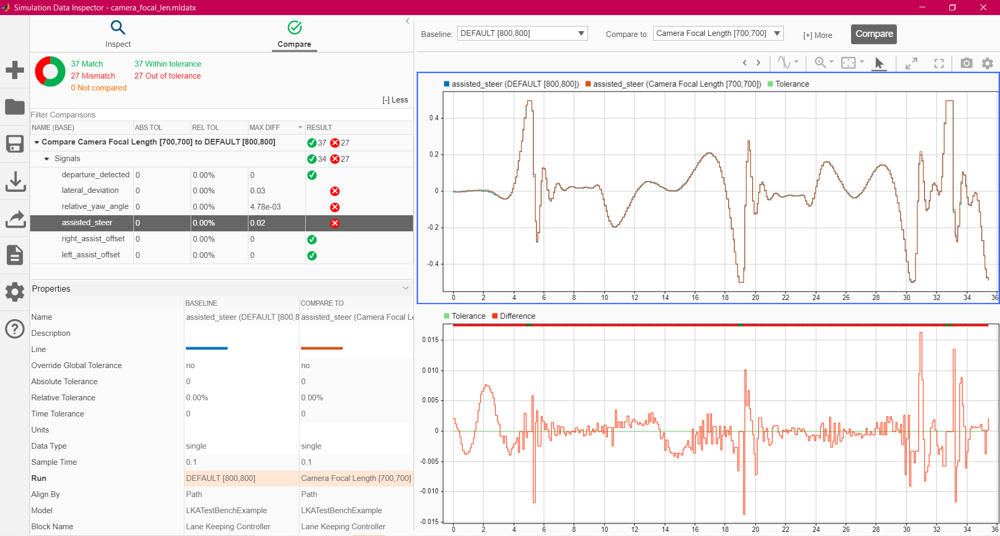 Simulation Data Inspector - camera_focal_len.mldatx
Inspect
Compare
Baseline: DEFAULT [800,800]
Compare to: Camera Focal Length [700,700]
[+] More
Compare
37 Match 37 Within tolerance
27 Mismatch 27 Out of tolerance
0 Not compared
[-] Less
Filter Comparisons
NAME (BASE) ABS TOL REL TOL MAX DIFF RESULT
Compare Camera Focal Length [700,700] to DEFAULT [800,800] 37 27
Signals 34 27
departure_detected 0 0.00% 0
lateral_deviation 0 0.00% 0.03
relative_yaw_angle 0 0.00% 4.78e-03
assisted_steer 0 0.00% 0.02
right_assist_offset 0 0.00% 0
left_assist_offset 0 0.00% 0
Properties
BASELINE COMPARE TO
Name assisted_steer (DEFAULT [800,8 assisted_steer (Camera Focal Le
Description
Line
Override Global Tolerance no no
Absolute Tolerance 0 0
Relative Tolerance 0.00% 0.00%
Time Tolerance 0 0
Units
Data Type single single
Sample Time 0.1 0.1
Run DEFAULT [800,800] Camera Focal Length [700,700]
Align By Path Path
Model LKATestBenchExample LKATestBenchExample
Block Name Lane Keeping Controller Lane Keeping Controller
assisted_steer (DEFAULT [800,800]) assisted_steer (Camera Focal Length [700,700]) Tolerance
0.4
0.2
0
-0.2
-0.4
0 2 4 6 8 10 12 14 16 18 20 22 24 26 28 30 32 34 36
Tolerance Difference
0.015
0.010
0.005
0
-0.005
-0.010
-0.015
0 2 4 6 8 10 12 14 16 18 20 22 24 26 28 30 32 34 36